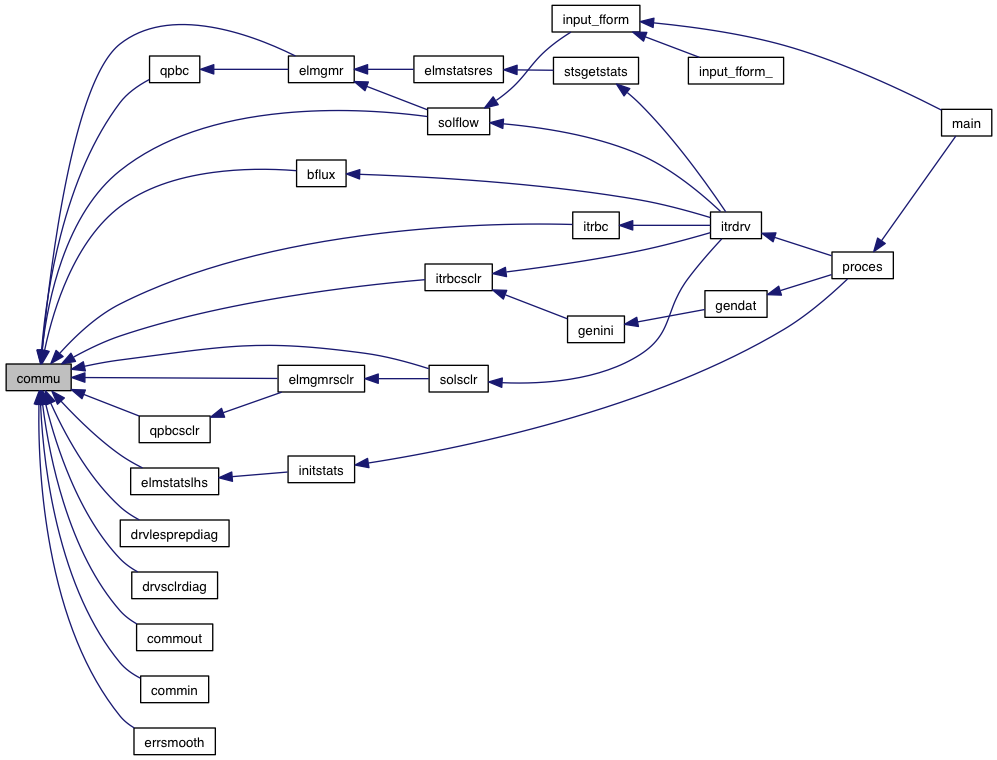 input_fform
qpbc
elmgmr
elmstatsres
stsgetstats
input_fform_
solflow
main
bflux
itrbc
itrdrv
proces
itrbcsclr
gendat
genini
commu
elmgmrsclr
solsclr
qpbcsclr
elmstatslhs
initstats
drvlesprepdiag
drvsclrdiag
commout
commin
errsmooth